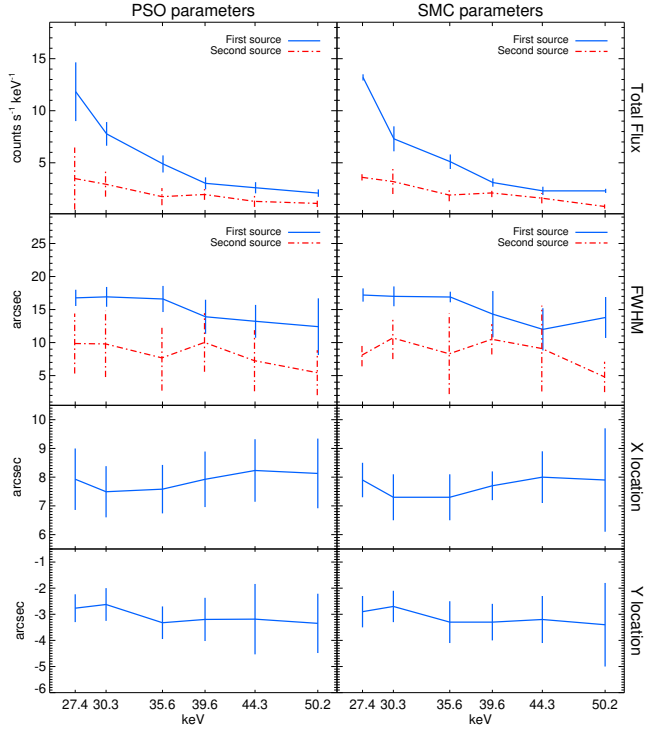 PSO parameters SMC parameters
First source First source
Second source Second source
counts s⁻¹ keV⁻¹
15
10
5
Total Flux
First source First source
Second source Second source
arcsec
25
20
15
10
5
FWHM
arcsec
10
9
8
7
6
X location
arcsec
-1
-2
-3
-4
-5
-6
Y location
27.4 30.3 35.6 39.6 44.3 50.2 27.4 30.3 35.6 39.6 44.3 50.2
keV keV